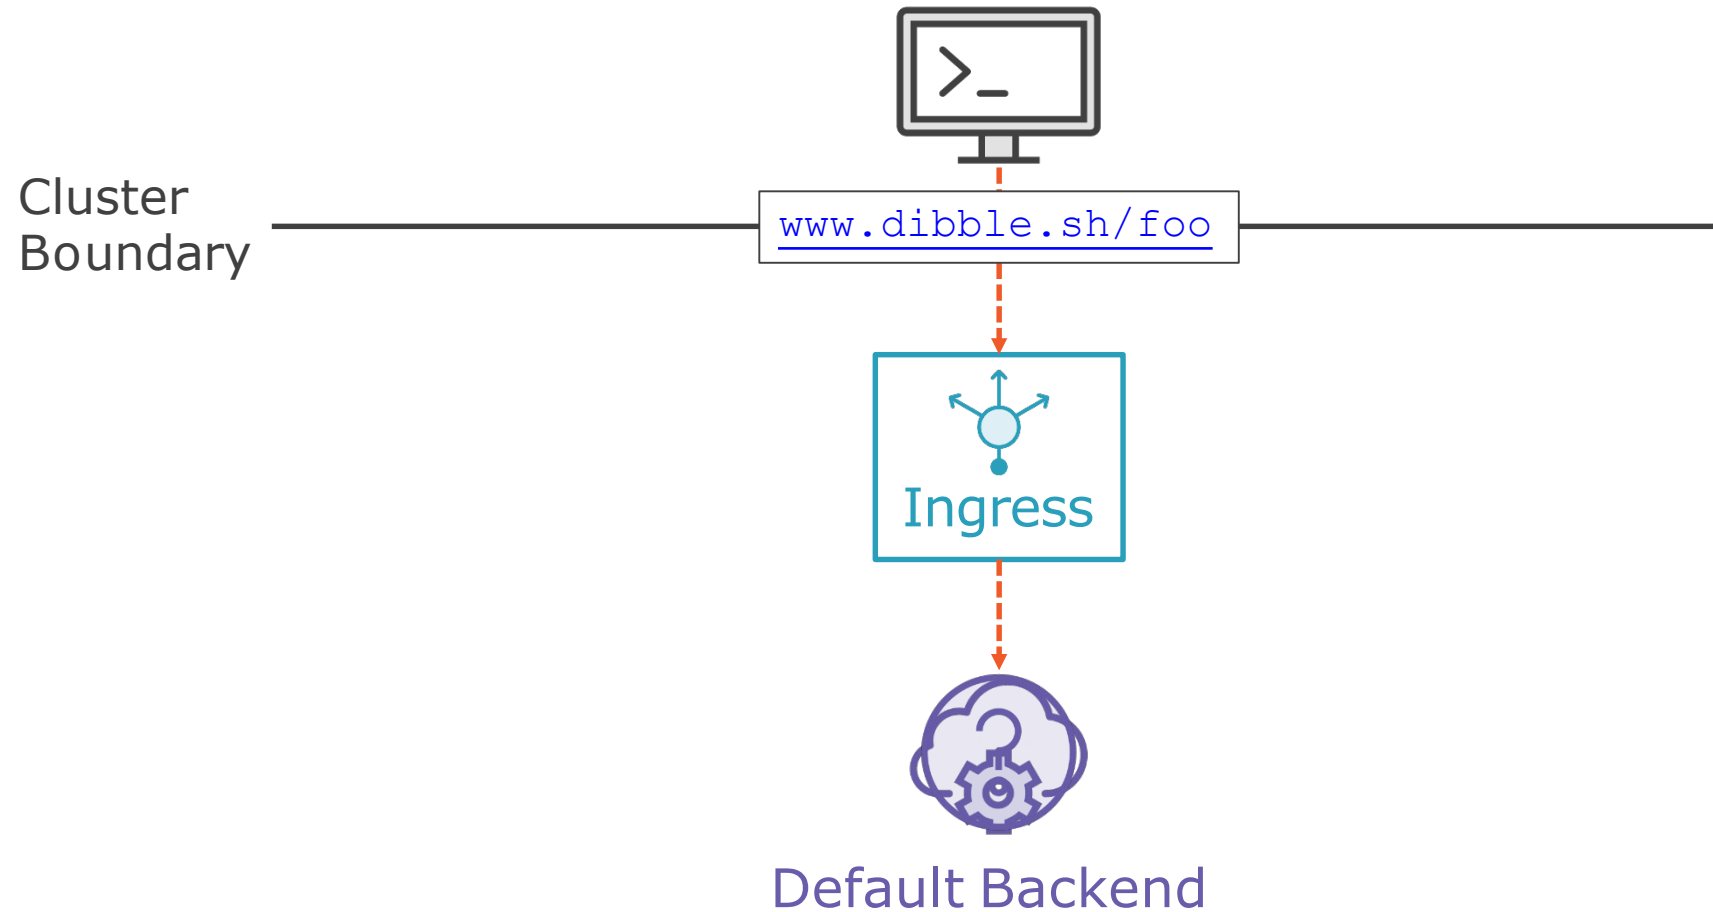 >_
Cluster
Boundary
www.dibble.sh/foo
Ingress
Default Backend